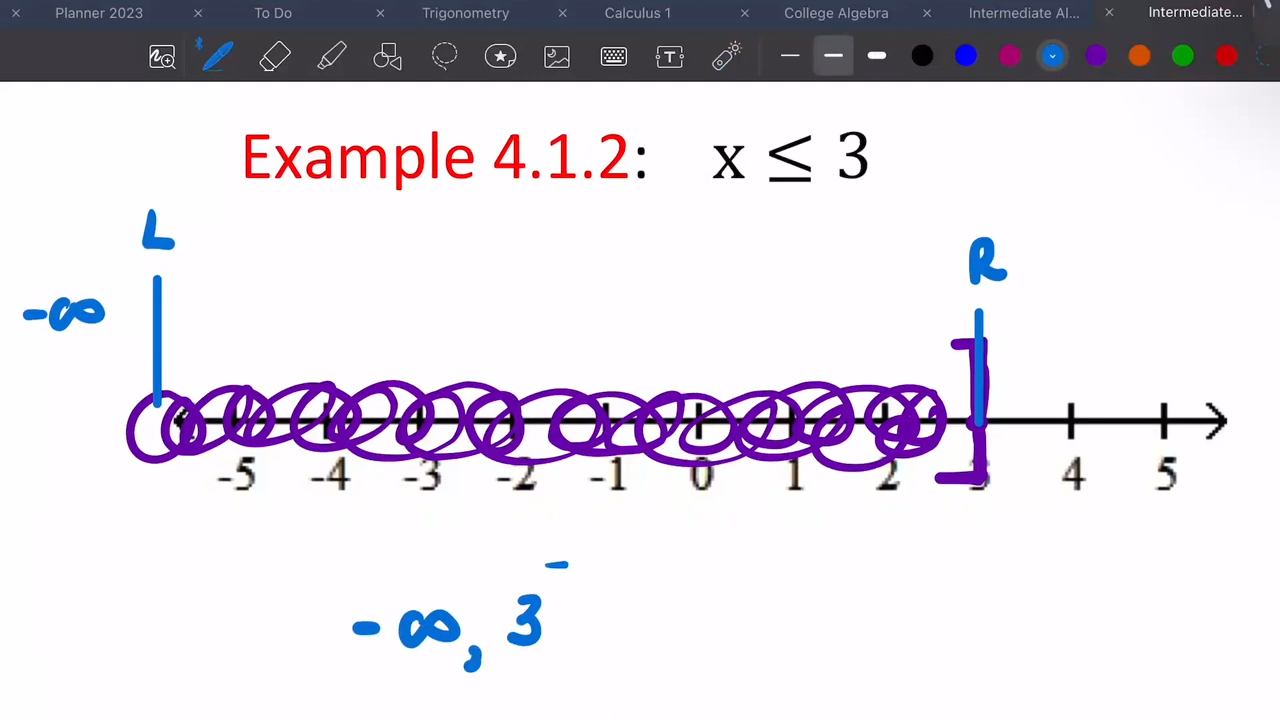 Planner 2023 To Do Trigonometry Calculus 1 College Algebra Intermediate Al... Intermediate...
T
Example 4.1.2: x ≤ 3
L
R
-∞
]
-5 -4 -3 -2 -1 0 1 2 3 4 5
-∞, 3